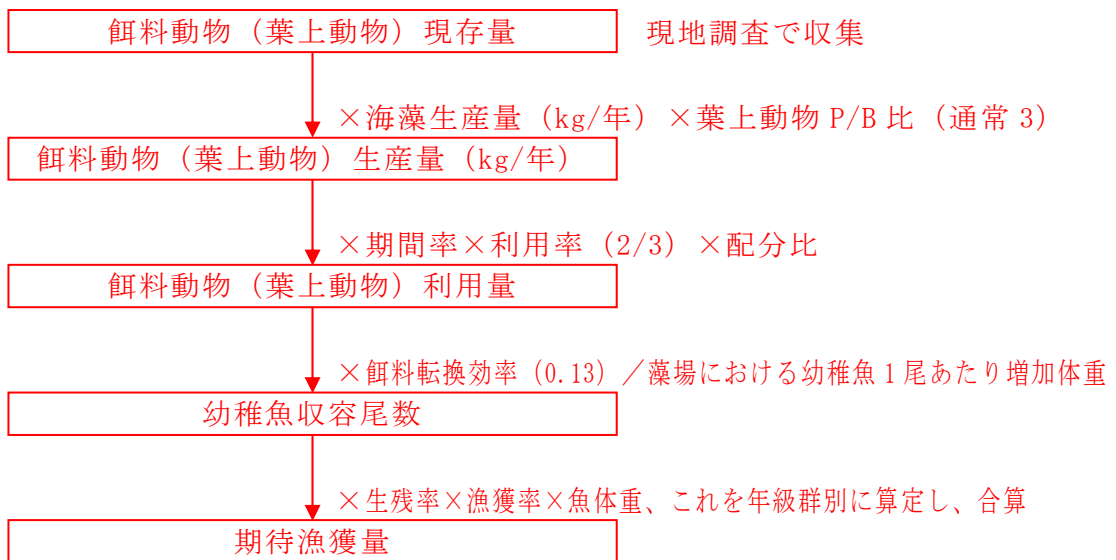 餌料動物（葉上動物）現存量 現地調査で収集
×海藻生産量（kg/年）×葉上動物 P/B 比（通常 3）
餌料動物（葉上動物）生産量（kg/年）
×期間率×利用率（2/3）×配分比
餌料動物（葉上動物）利用量
×餌料転換効率（0.13）／藻場における幼稚魚 1 尾あたり増加体重
幼稚魚収容尾数
×生残率×漁獲率×魚体重、これを年級群別に算定し、合算
期待漁獲量